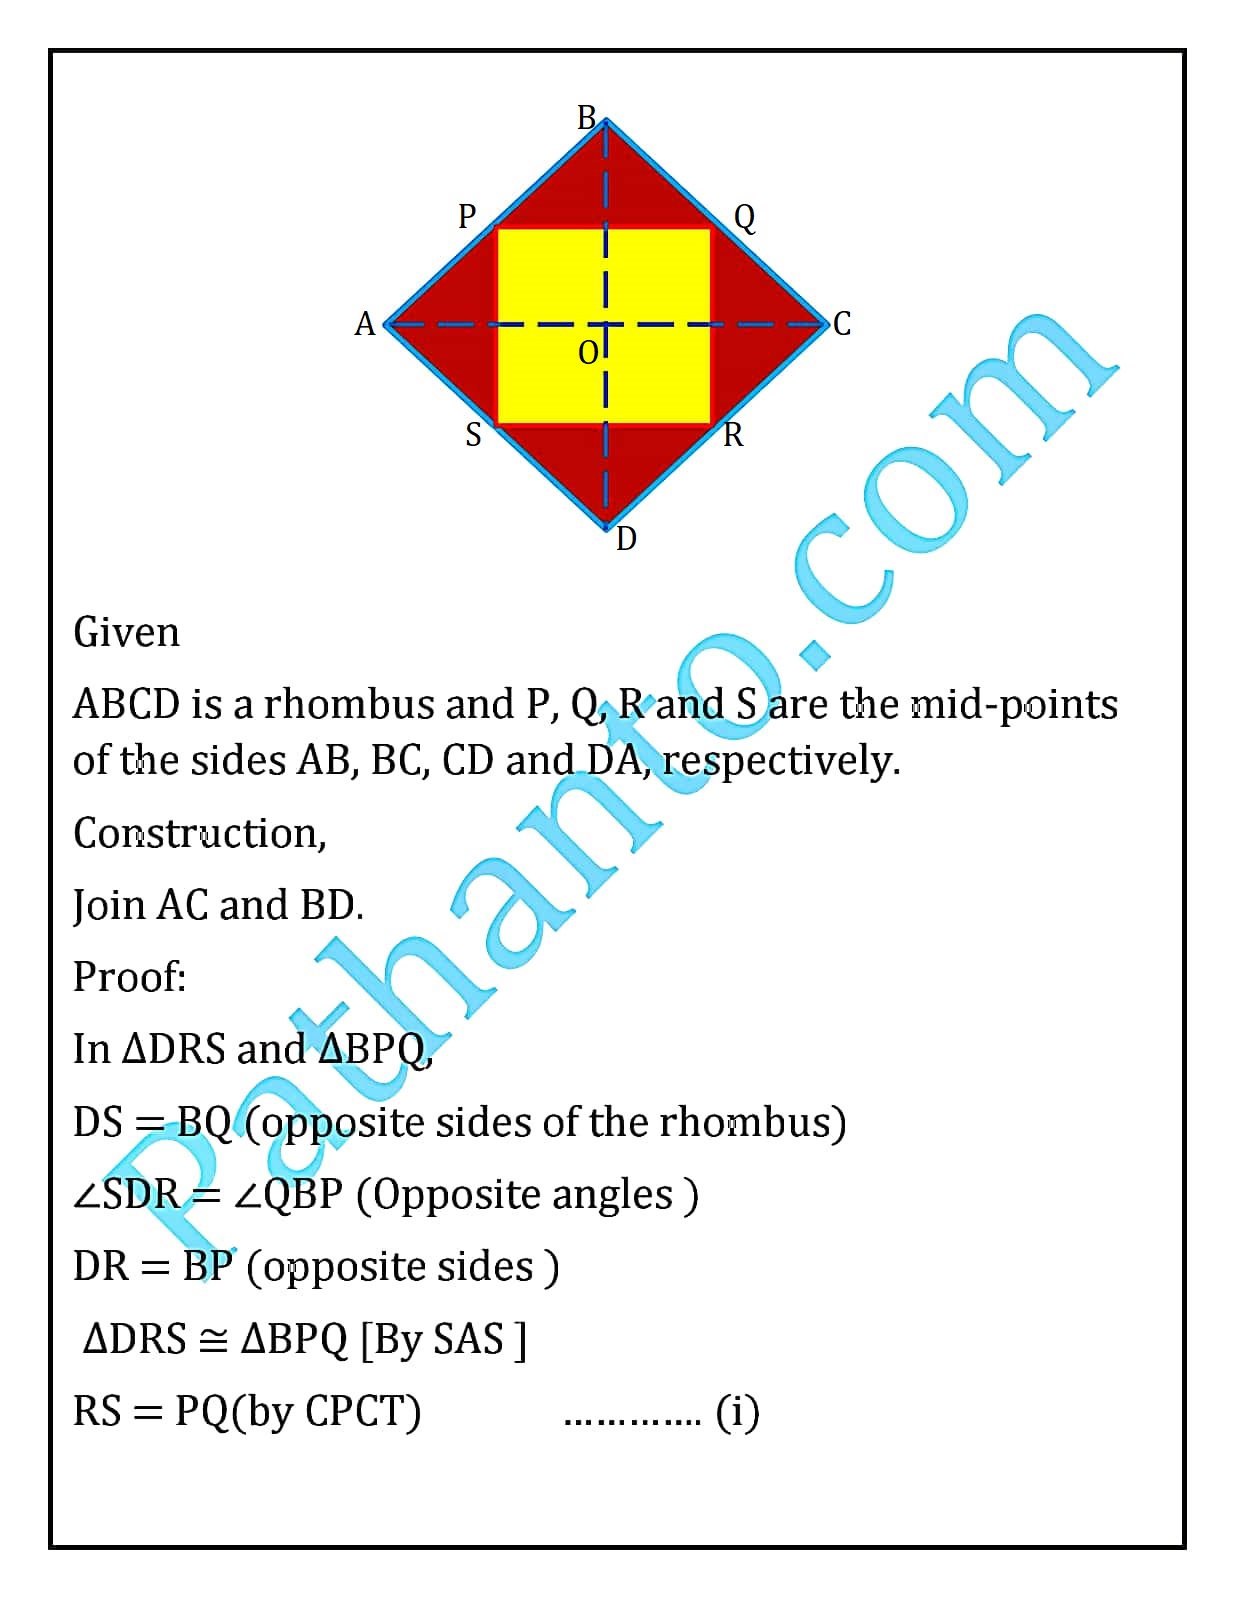 B
P
Q
A
C
O
S
R
D
Given
ABCD is a rhombus and P, Q, R and S are the mid-points
of the sides AB, BC, CD and DA, respectively.
Construction,
Join AC and BD.
Proof:
In ΔDRS and ΔBPQ,
DS = BQ (opposite sides of the rhombus)
∠SDR = ∠QBP (Opposite angles )
DR = BP (opposite sides )
ΔDRS ≅ ΔBPQ [By SAS ]
RS = PQ(by CPCT) …………. (i)
Pathanto.com